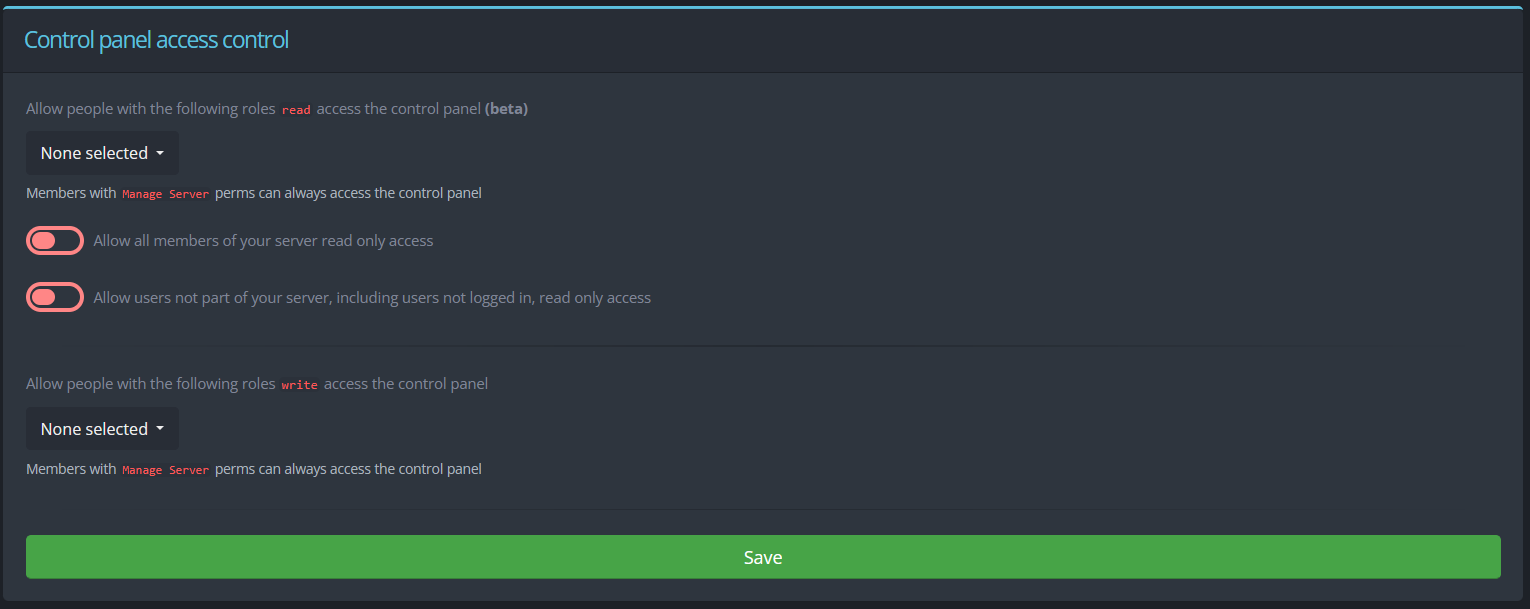 Control panel access control
Allow people with the following roles read access the control panel (beta)
None selected
Members with Manage Server perms can always access the control panel
Allow all members of your server read only access
Allow users not part of your server, including users not logged in, read only access
Allow people with the following roles write access the control panel
None selected
Members with Manage Server perms can always access the control panel
Save